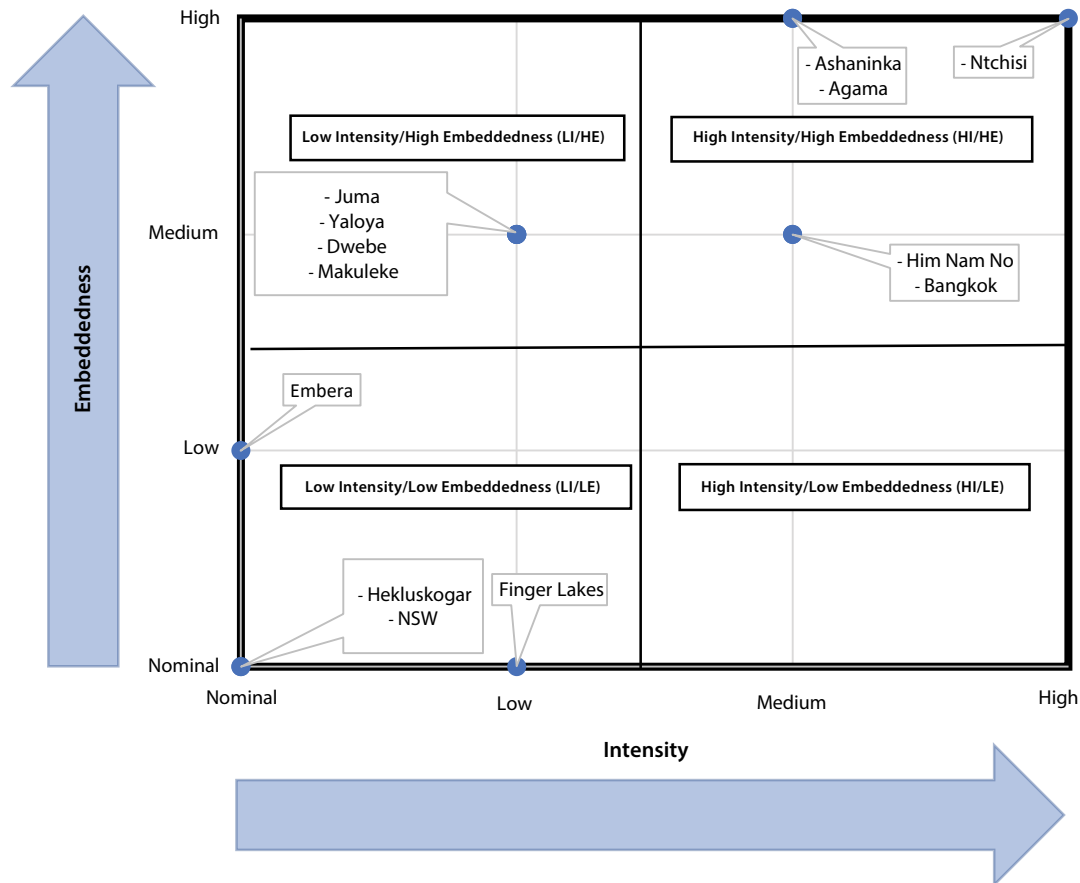 High
- Ashaninka
- Agama
- Ntchisi
Low Intensity/High Embeddedness (LI/HE)
High Intensity/High Embeddedness (HI/HE)
- Juma
- Yaloya
- Dwebe
- Makuleke
Medium
- Him Nam No
- Bangkok
Embeddedness
Embera
Low
Low Intensity/Low Embeddedness (LI/LE)
High Intensity/Low Embeddedness (HI/LE)
- Hekluskogar
- NSW
Finger Lakes
Nominal
Nominal
Low
Medium
High
Intensity